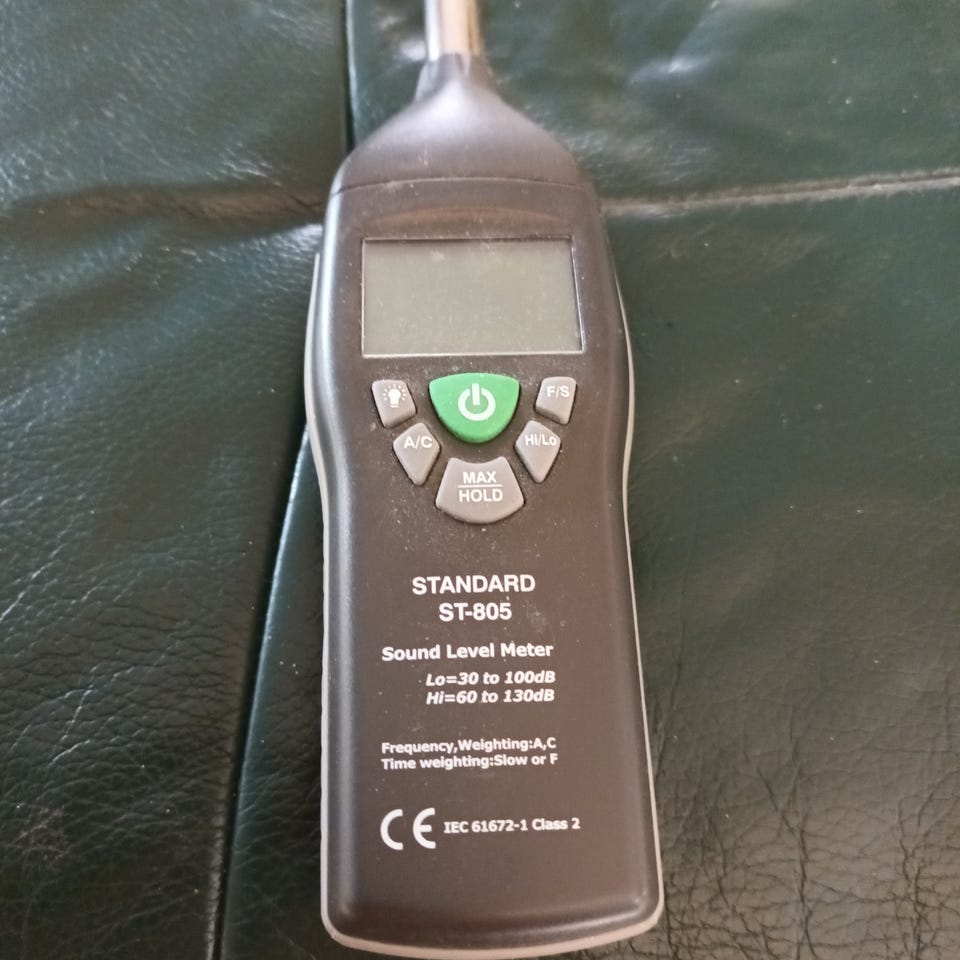 F/S
A/C
Hi/Lo
MAX
HOLD
STANDARD
ST-805
Sound Level Meter
Lo=30 to 100dB
Hi=60 to 130dB
Frequency,Weighting:A,C
Time weighting:Slow or F
CE IEC 61672-1 Class 2